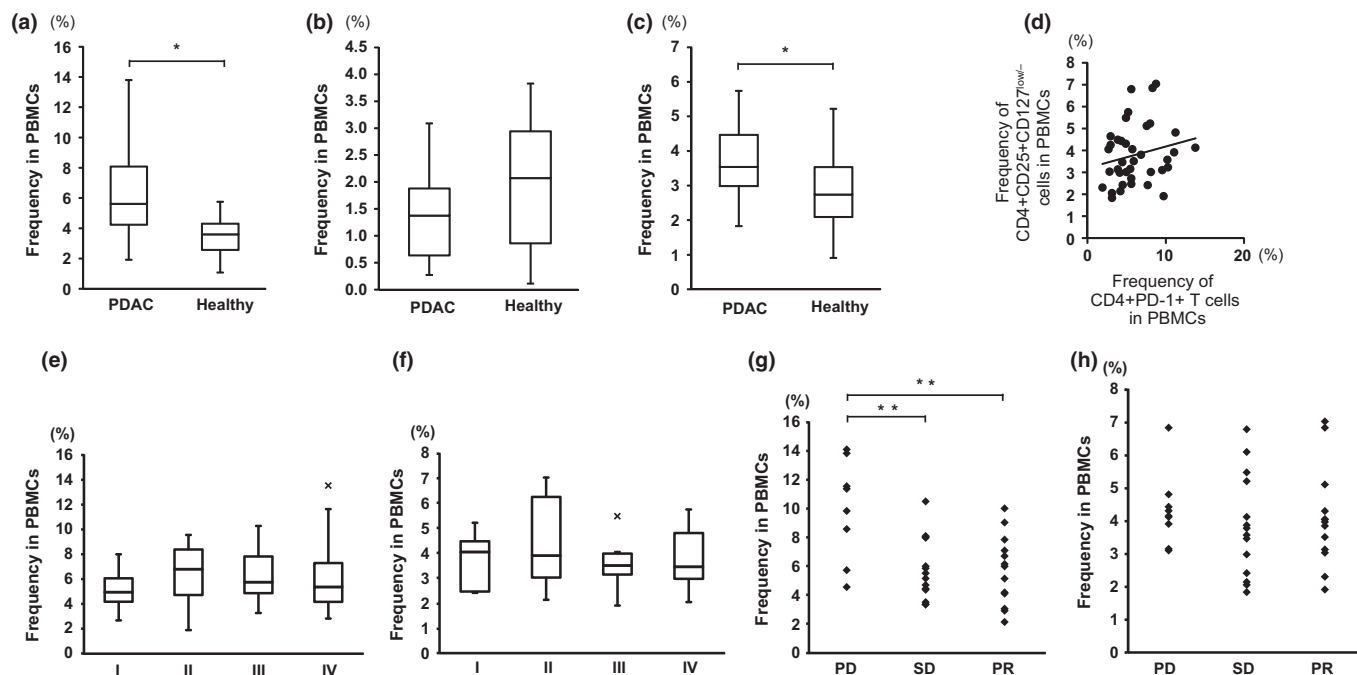 (a) (%)
Frequency in PBMCs
16
14
12
10
8
6
4
2
0
*
PDAC Healthy
(b) (%)
Frequency in PBMCs
4.5
4.0
3.5
3.0
2.5
2.0
1.5
1.0
0.5
0.0
PDAC Healthy
(c) (%)
Frequency in PBMCs
7
6
5
4
3
2
1
0
*
PDAC Healthy
(d)
(%)
Frequency of
CD4+CD25+CD127low/–
cells in PBMCs
8
7
6
5
4
3
2
1
0
0 10 20 (%)
Frequency of
CD4+PD-1+ T cells
in PBMCs
(e)
(%)
Frequency in PBMCs
16
14
12
10
8
6
4
2
0
×
I II III IV
(f)
(%)
Frequency in PBMCs
8
7
6
5
4
3
2
1
0
×
I II III IV
(g)
(%)
Frequency in PBMCs
16
14
12
10
8
6
4
2
0
* *
* *
PD SD PR
(h)
(%)
Frequency in PBMCs
8
7
6
5
4
3
2
1
0
PD SD PR